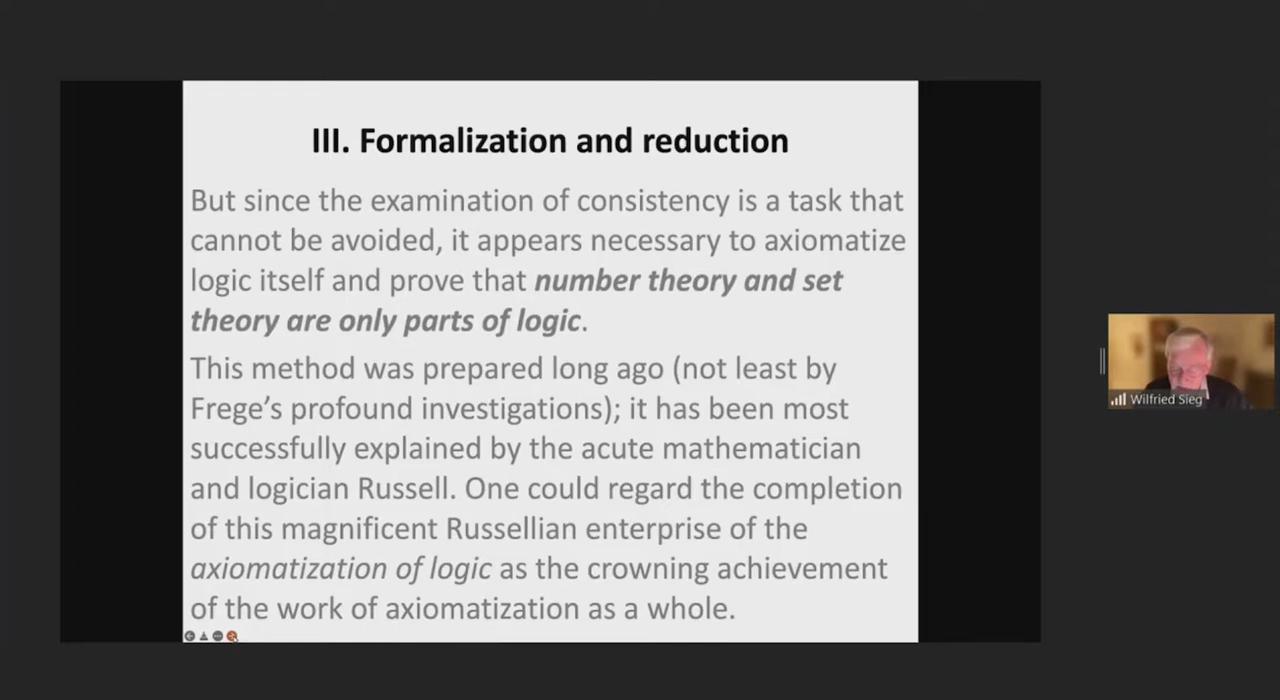 III. Formalization and reduction
But since the examination of consistency is a task that
cannot be avoided, it appears necessary to axiomatize
logic itself and prove that number theory and set
theory are only parts of logic.
This method was prepared long ago (not least by
Frege’s profound investigations); it has been most
successfully explained by the acute mathematician
and logician Russell. One could regard the completion
of this magnificent Russellian enterprise of the
axiomatization of logic as the crowning achievement
of the work of axiomatization as a whole.
Wilfried Sieg